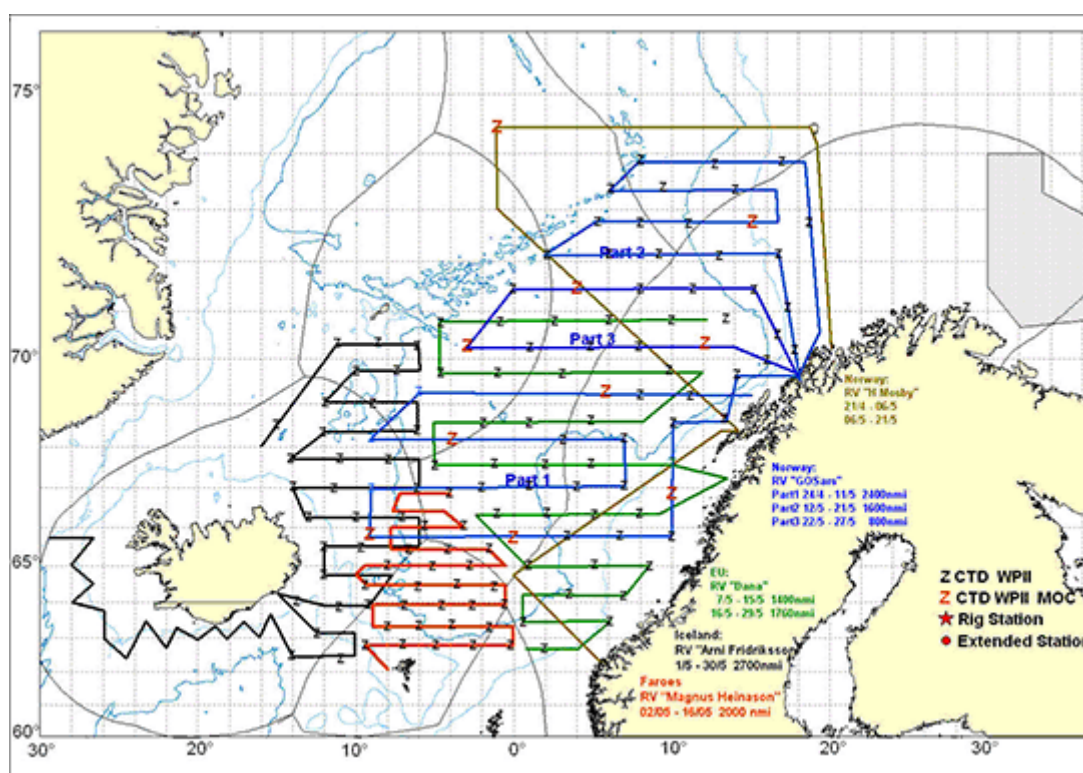 75°
70°
65°
60°
30°
20°
10°
0°
10°
20°
30°
Part 2
Part 3
Part 1
Norway:
RV "H Mosby"
21/4 - 06/5
06/5 - 21/5
Norway:
RV "GOSars"
Part1 24/4 - 11/5 2400nmi
Part2 12/5 - 21/5 1600nmi
Part3 22/5 - 27/5 800nmi
EU:
RV "Dana"
7/5 - 15/5 1400nmi
16/5 - 29/5 1760nmi
Iceland:
RV "Arni Fridriksson
1/5 - 30/5 2700nmi
Faroes
RV "Magnus Heinason"
02/05 - 16/05 2000 nmi
Z CTD WPII
Z CTD WPII MOC
Rig Station
Extended Station